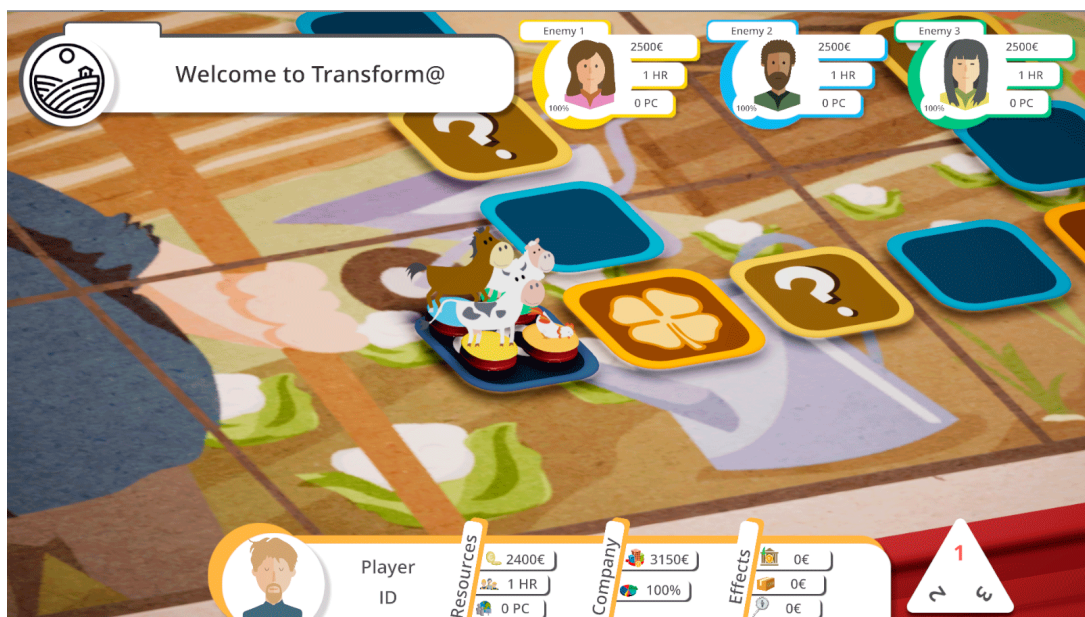 Welcome to Transform@
Enemy 1
2500€
1 HR
0 PC
100%
Enemy 2
2500€
1 HR
0 PC
100%
Enemy 3
2500€
1 HR
0 PC
100%
?
?
Player
ID
Resources
2400€
1 HR
0 PC
Company
3150€
100%
Effects
0€
0€
0€
1
2
3